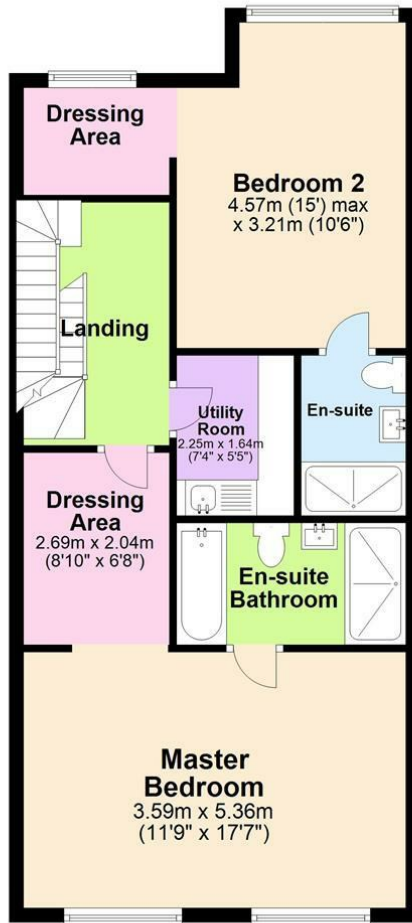 Dressing
Area
Bedroom 2
4.57m (15') max
x 3.21m (10'6")
Landing
Utility
Room
2.25m x 1.64m
(7'4" x 5'5")
En-suite
Dressing
Area
2.69m x 2.04m
(8'10" x 6'8")
En-suite
Bathroom
Master
Bedroom
3.59m x 5.36m
(11'9" x 17'7")